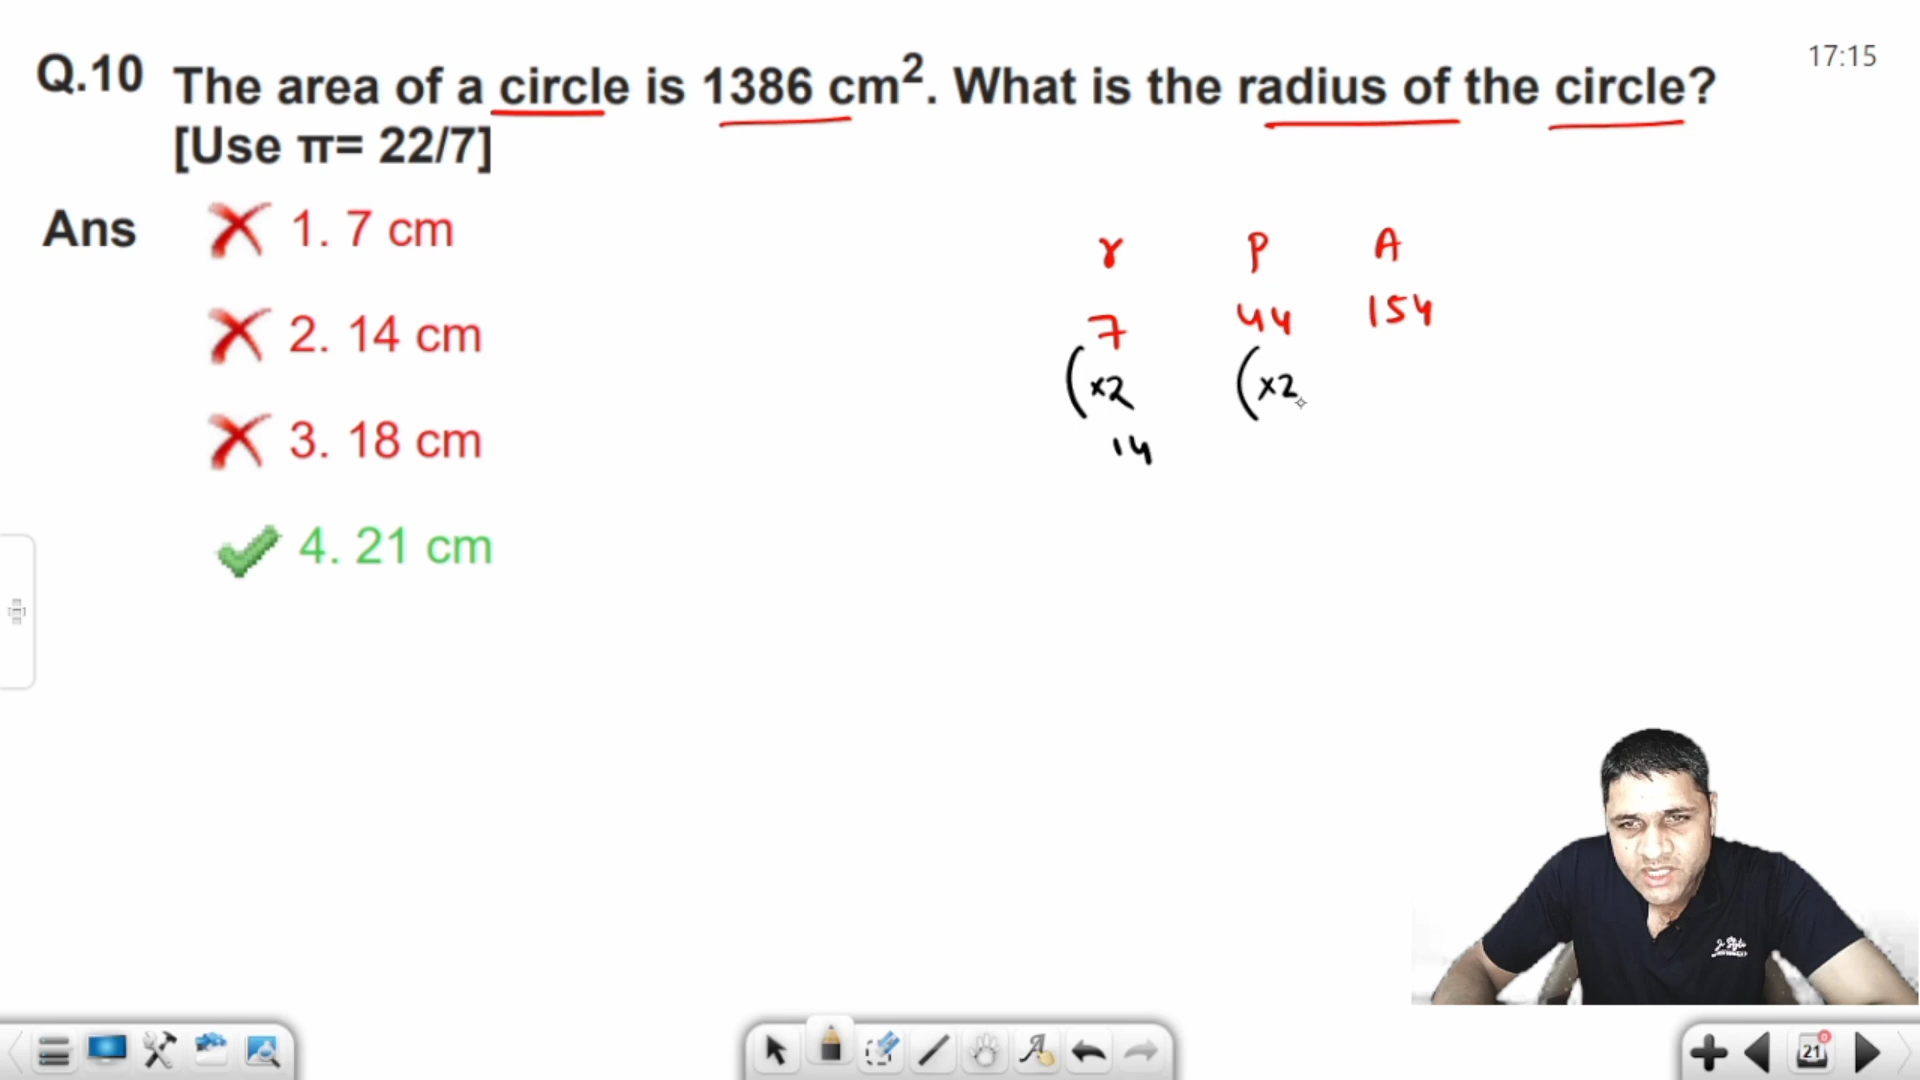 17:15
Q.10 The area of a circle is 1386 cm². What is the radius of the circle?
[Use π= 22/7]
Ans 1. 7 cm
2. 14 cm
3. 18 cm
4. 21 cm
r P A
7 44 154
(×2 (×2
14
21